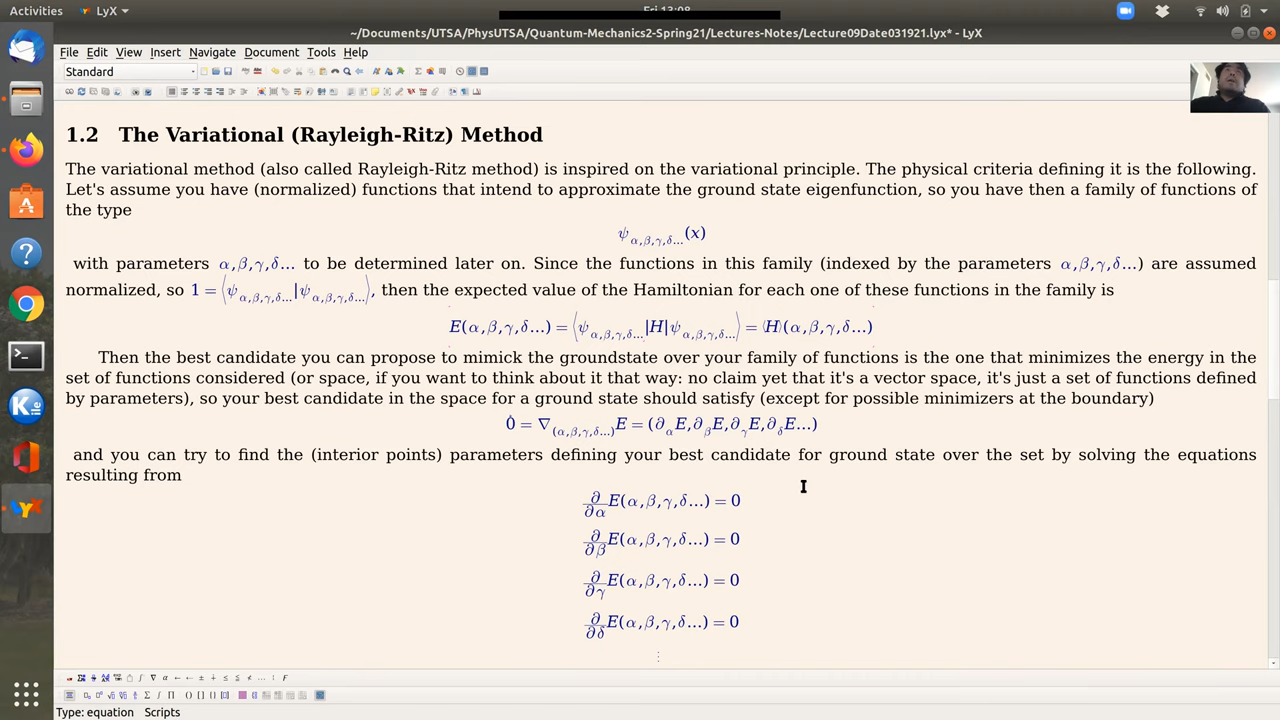 Activities LyX
~/Documents/UTSA/PhysUTSA/Quantum-Mechanics2-Spring21/Lectures-Notes/Lecture09Date031921.lyx* - LyX
File Edit View Insert Navigate Document Tools Help
Standard
1.2 The Variational (Rayleigh-Ritz) Method
The variational method (also called Rayleigh-Ritz method) is inspired on the variational principle. The physical criteria defining it is the following.
Let's assume you have (normalized) functions that intend to approximate the ground state eigenfunction, so you have then a family of functions of
the type
ψ_{α,β,γ,δ...}(x)
with parameters α,β,γ,δ... to be determined later on. Since the functions in this family (indexed by the parameters α,β,γ,δ...) are assumed
normalized, so 1 = ⟨ψ_{α,β,γ,δ...}|ψ_{α,β,γ,δ...}⟩, then the expected value of the Hamiltonian for each one of these functions in the family is
E(α,β,γ,δ...) = ⟨ψ_{α,β,γ,δ...}|H|ψ_{α,β,γ,δ...}⟩ = ⟨H⟩(α,β,γ,δ...)
Then the best candidate you can propose to mimick the groundstate over your family of functions is the one that minimizes the energy in the
set of functions considered (or space, if you want to think about it that way: no claim yet that it's a vector space, it's just a set of functions defined
by parameters), so your best candidate in the space for a ground state should satisfy (except for possible minimizers at the boundary)
0⃗ = ∇_{(α,β,γ,δ...)}E = (∂_αE,∂_βE,∂_γE,∂_δE...)
and you can try to find the (interior points) parameters defining your best candidate for ground state over the set by solving the equations
resulting from
∂/∂α E(α,β,γ,δ...) = 0
∂/∂β E(α,β,γ,δ...) = 0
∂/∂γ E(α,β,γ,δ...) = 0
∂/∂δ E(α,β,γ,δ...) = 0
⋮
Type: equation Scripts